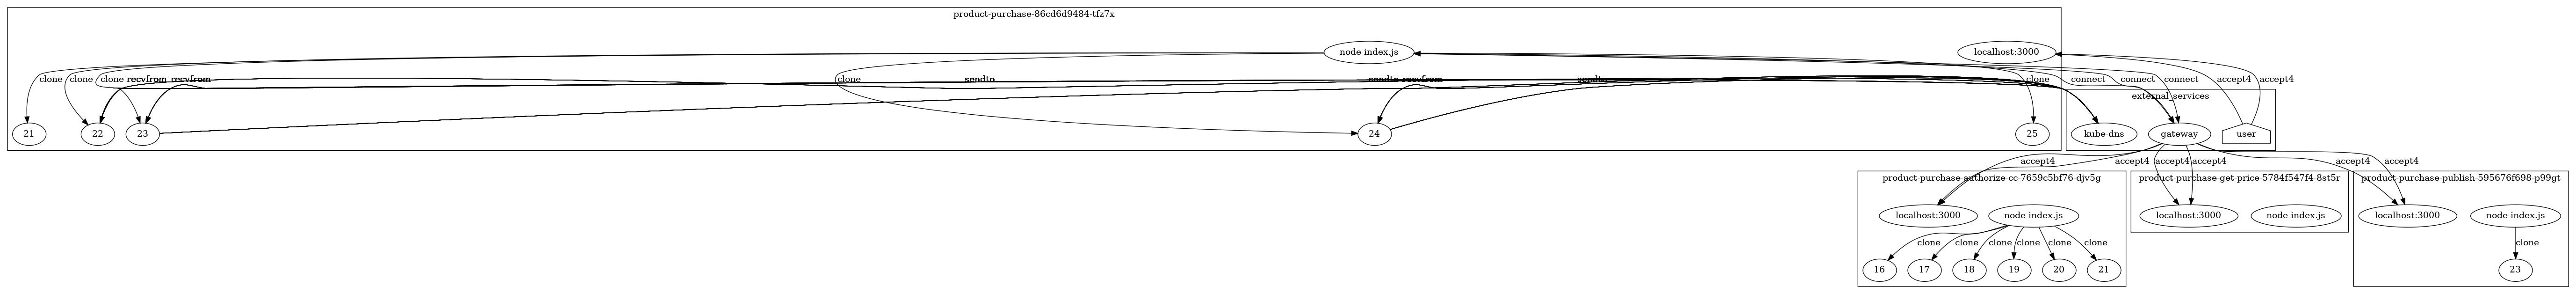 product-purchase-86cd6d9484-tfz7x
node index.js
localhost:3000
clone
clone
clone
recvfrom
recvfrom
sendto
clone
sendto
recvfrom
sendto
clone
connect
connect
connect
accept4
accept4
external_services
21
22
23
24
25
kube-dns
gateway
user
accept4
accept4
accept4
accept4
accept4
accept4
product-purchase-authorize-cc-7659c5bf76-djv5g
product-purchase-get-price-5784f547f4-8st5r
product-purchase-publish-595676f698-p99gt
localhost:3000
node index.js
localhost:3000
node index.js
localhost:3000
node index.js
clone
clone
clone
clone
clone
clone
clone
16
17
18
19
20
21
23